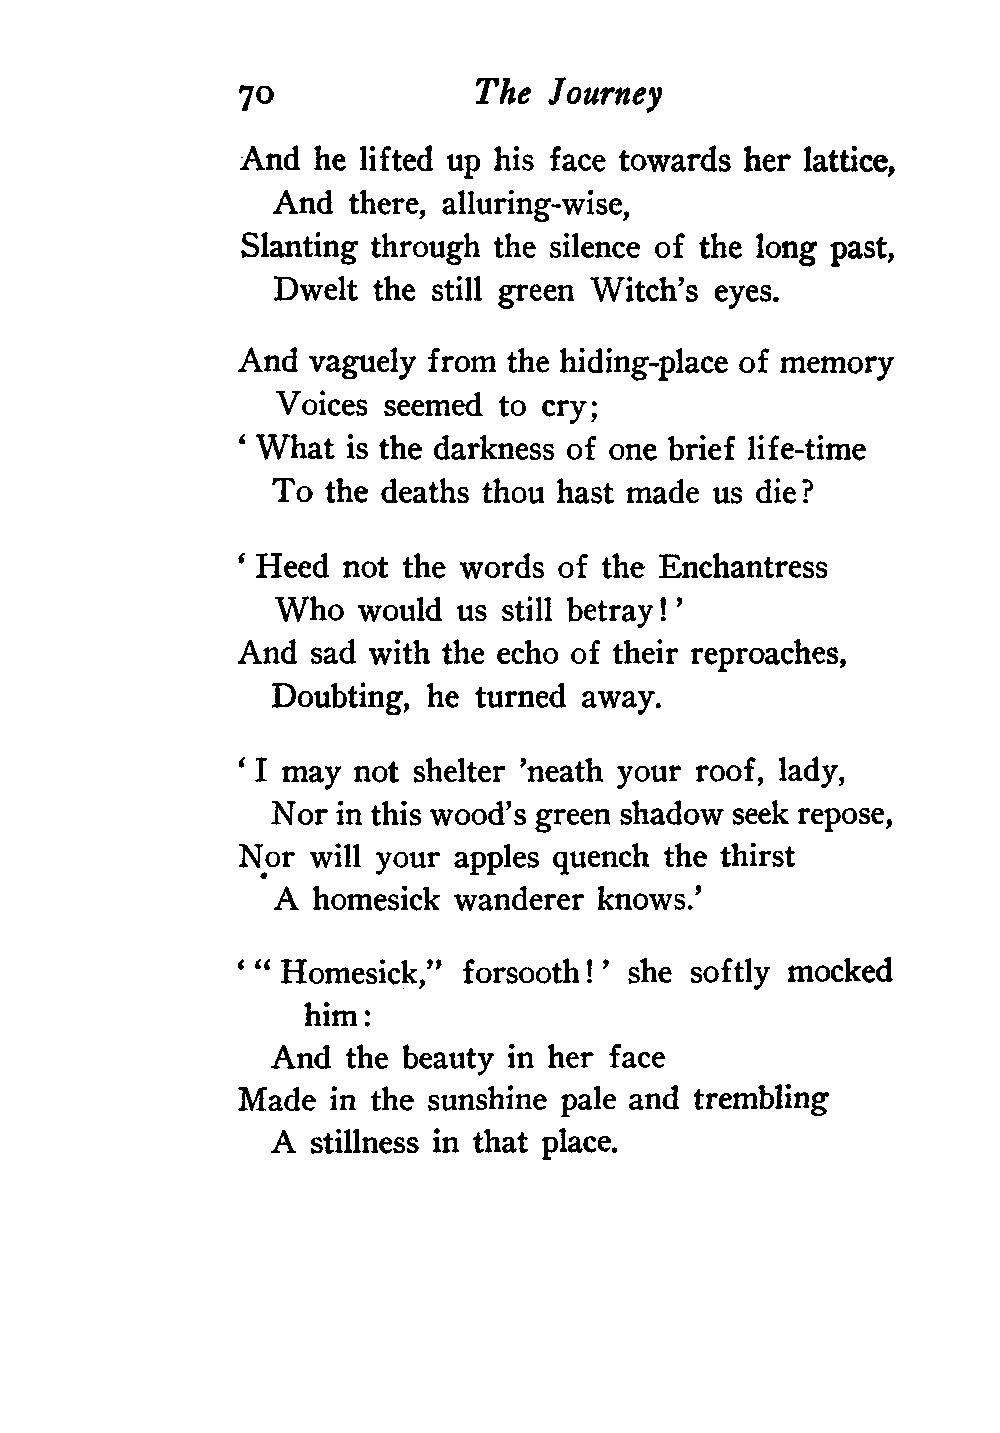 70 The Journey
And he lifted up his face towards her lattice,
And there, alluring-wise,
Slanting through the silence of the long past,
Dwelt the still green Witch's eyes.
And vaguely from the hiding-place of memory
Voices seemed to cry;
‘ What is the darkness of one brief life-time
To the deaths thou hast made us die?
‘ Heed not the words of the Enchantress
Who would us still betray! ’
And sad with the echo of their reproaches,
Doubting, he turned away.
‘ I may not shelter ’neath your roof, lady,
Nor in this wood's green shadow seek repose,
Nor will your apples quench the thirst
A homesick wanderer knows.’
‘ “ Homesick,” forsooth! ’ she softly mocked
him:
And the beauty in her face
Made in the sunshine pale and trembling
A stillness in that place.